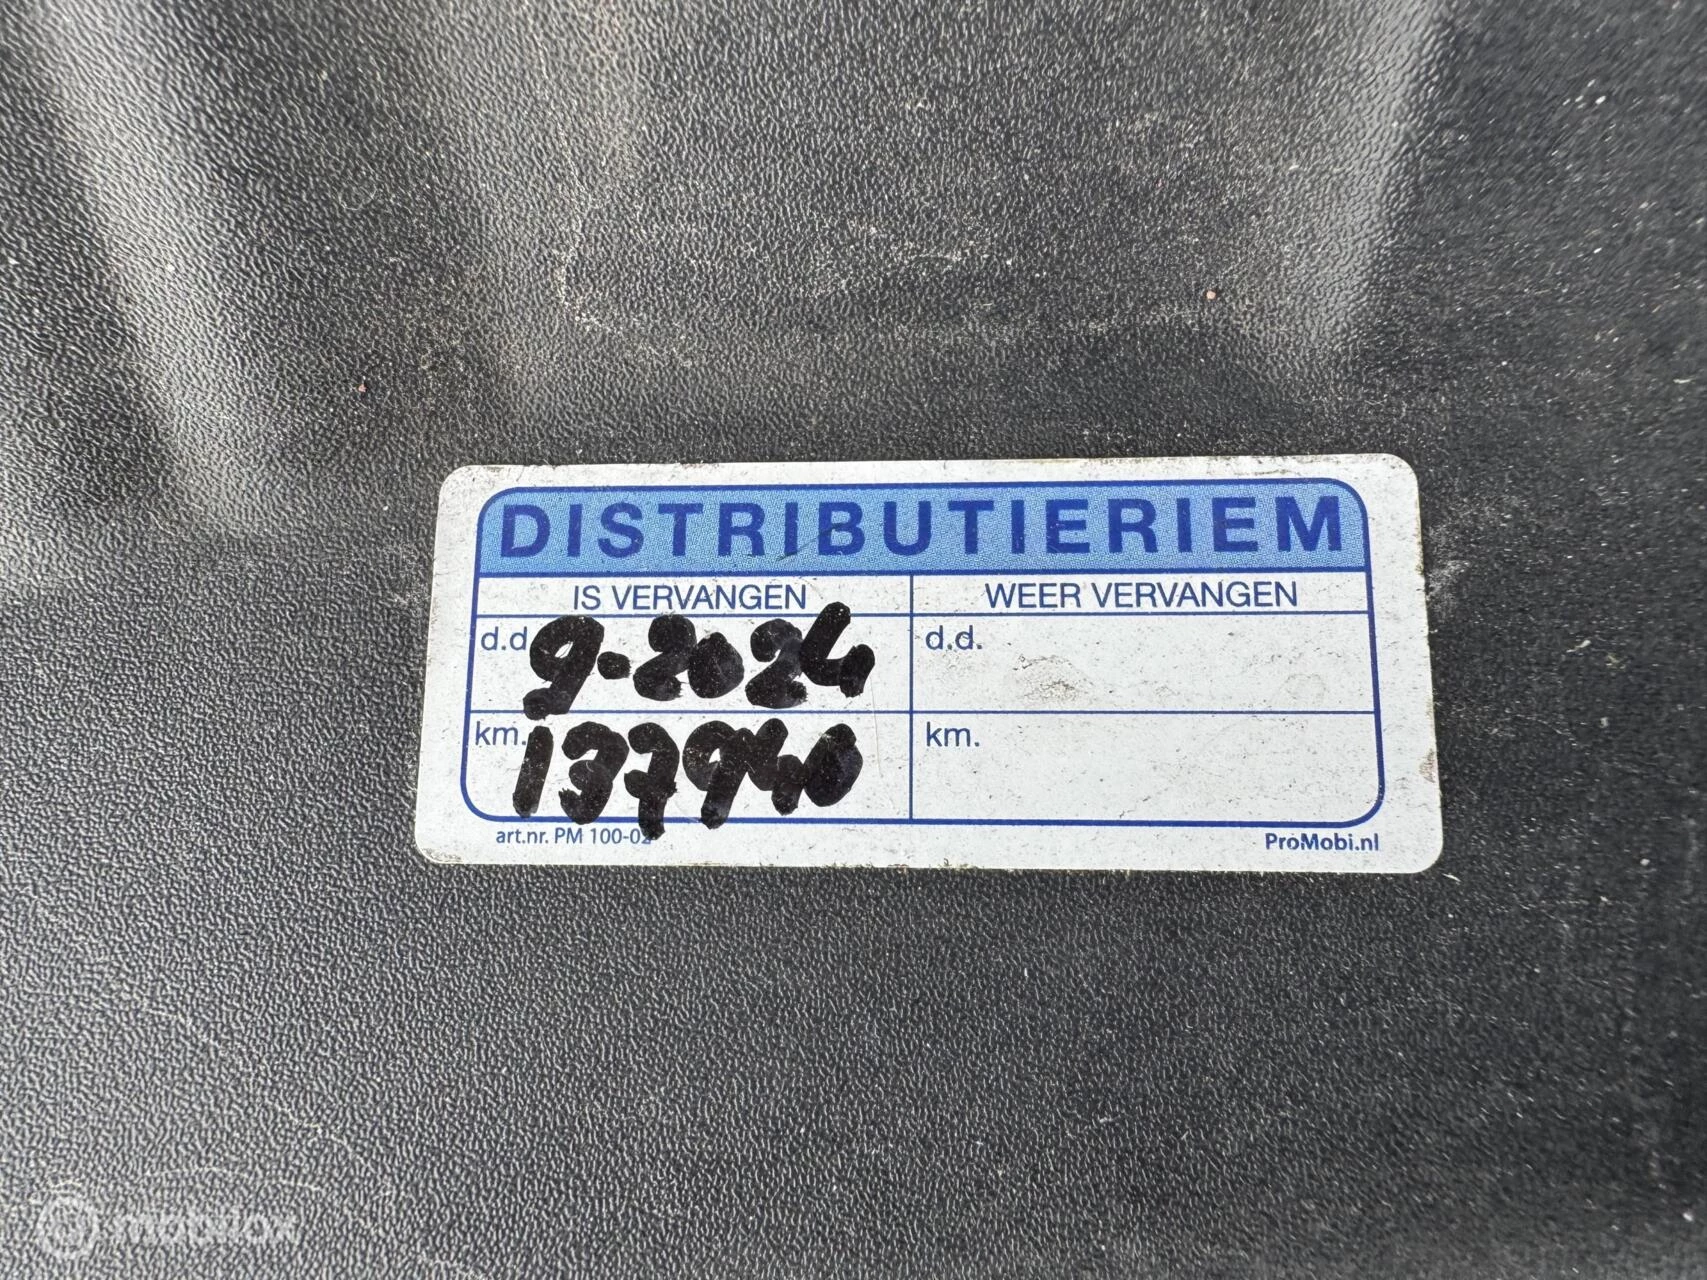 DISTRIBUTIERIEM
IS VERVANGEN WEER VERVANGEN
d.d. 9-2024 d.d.
km. 137940 km.
art.nr. PM 100-02 ProMobi.nl